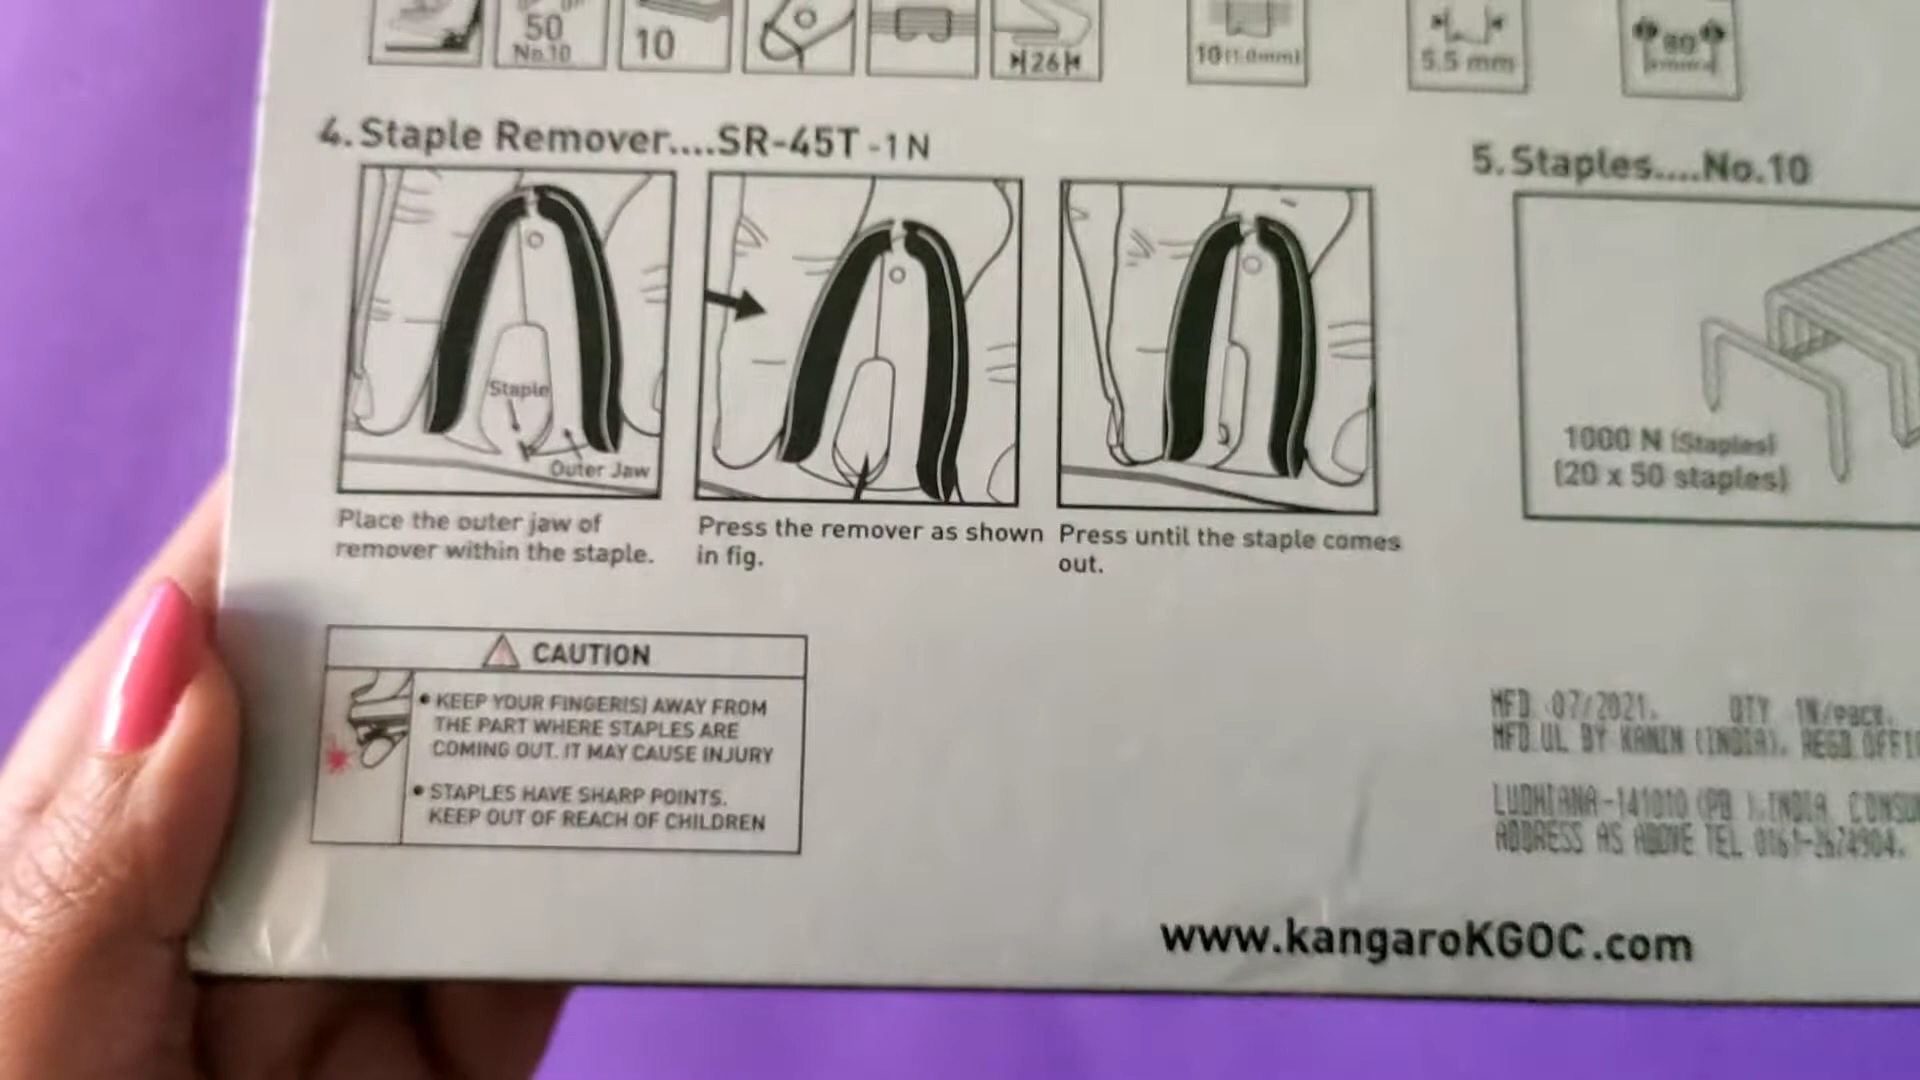 50
No.10
10
26
10(1.0mm)
5.5 mm
80
4. Staple Remover....SR-45T -1 N
5. Staples....No.10
Staple
Outer Jaw
1000 N (Staples)
(20 x 50 staples)
Place the outer jaw of
remover within the staple.
Press the remover as shown
in fig.
Press until the staple comes
out.
CAUTION
• KEEP YOUR FINGER(S) AWAY FROM
THE PART WHERE STAPLES ARE
COMING OUT. IT MAY CAUSE INJURY
• STAPLES HAVE SHARP POINTS.
KEEP OUT OF REACH OF CHILDREN
MFD. 07/2021. QTY 1N/pack.
MFD UL BY KANIN (INDIA), REGD.OFFI
LUDHIANA-141010 (PB ).INDIA. CONSU
ADDRESS AS ABOVE TEL 0161-2674904.
www.kangaroKGOC.com